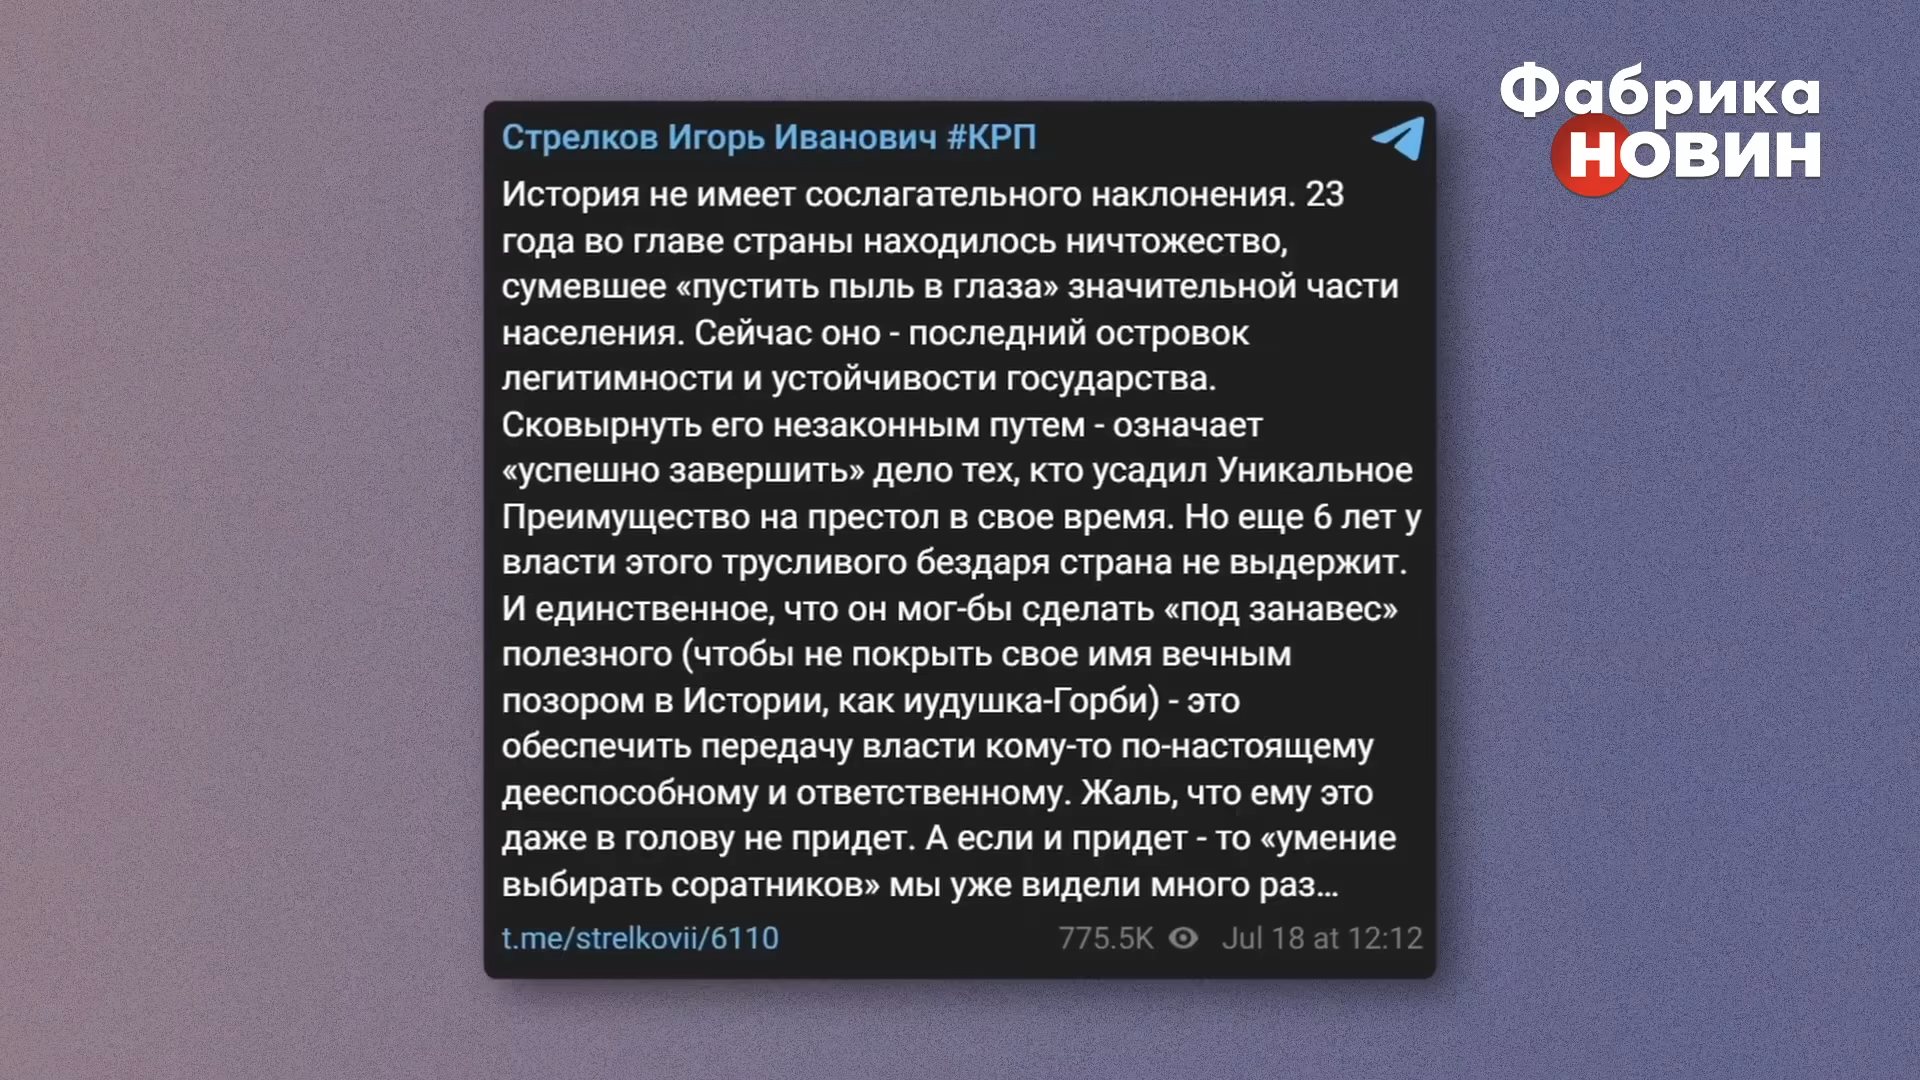 Фабрика
новин
Стрелков Игорь Иванович #КРП
История не имеет сослагательного наклонения. 23
года во главе страны находилось ничтожество,
сумевшее «пустить пыль в глаза» значительной части
населения. Сейчас оно - последний островок
легитимности и устойчивости государства.
Сковырнуть его незаконным путем - означает
«успешно завершить» дело тех, кто усадил Уникальное
Преимущество на престол в свое время. Но еще 6 лет у
власти этого трусливого бездаря страна не выдержит.
И единственное, что он мог-бы сделать «под занавес»
полезного (чтобы не покрыть свое имя вечным
позором в Истории, как иудушка-Горби) - это
обеспечить передачу власти кому-то по-настоящему
дееспособному и ответственному. Жаль, что ему это
даже в голову не придет. А если и придет - то «умение
выбирать соратников» мы уже видели много раз...
t.me/strelkovii/6110 775.5K Jul 18 at 12:12